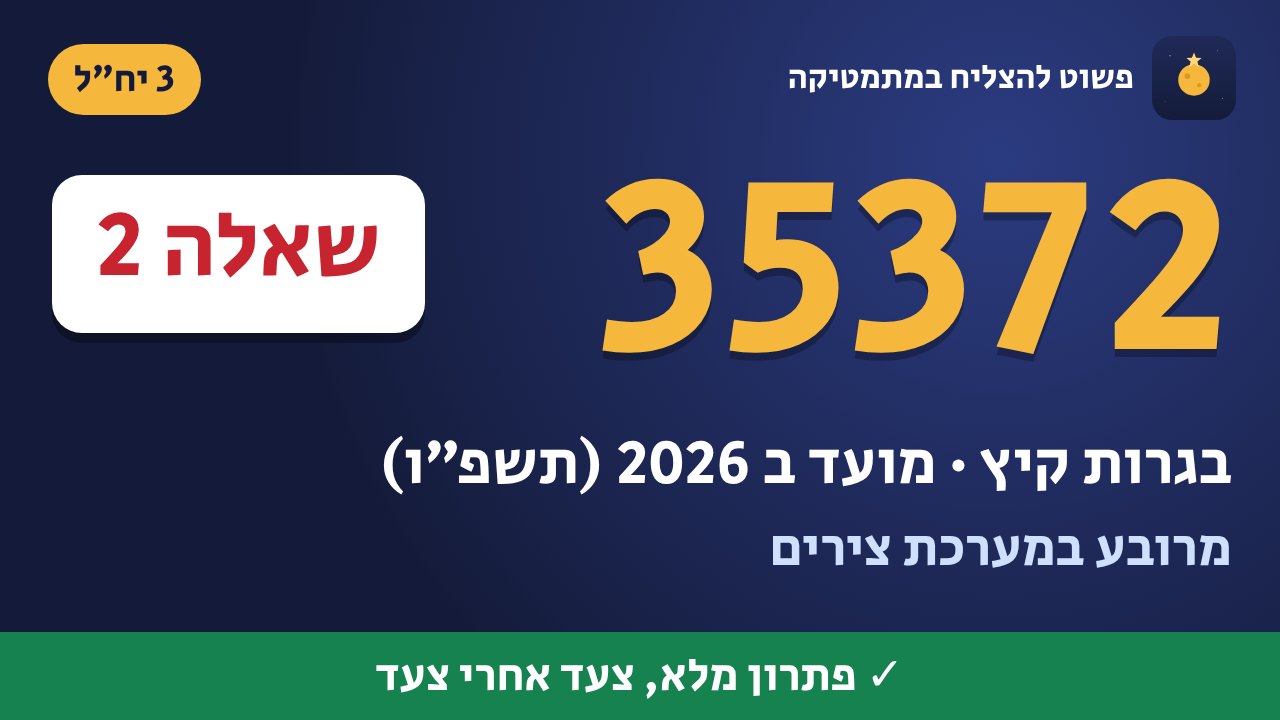 פשוט להצליח במתמטיקה
3 יח״ל
35372
שאלה 2
בגרות קיץ · מועד ב 2026 (תשפ״ו)
מרובע במערכת צירים
✓ פתרון מלא, צעד אחרי צעד